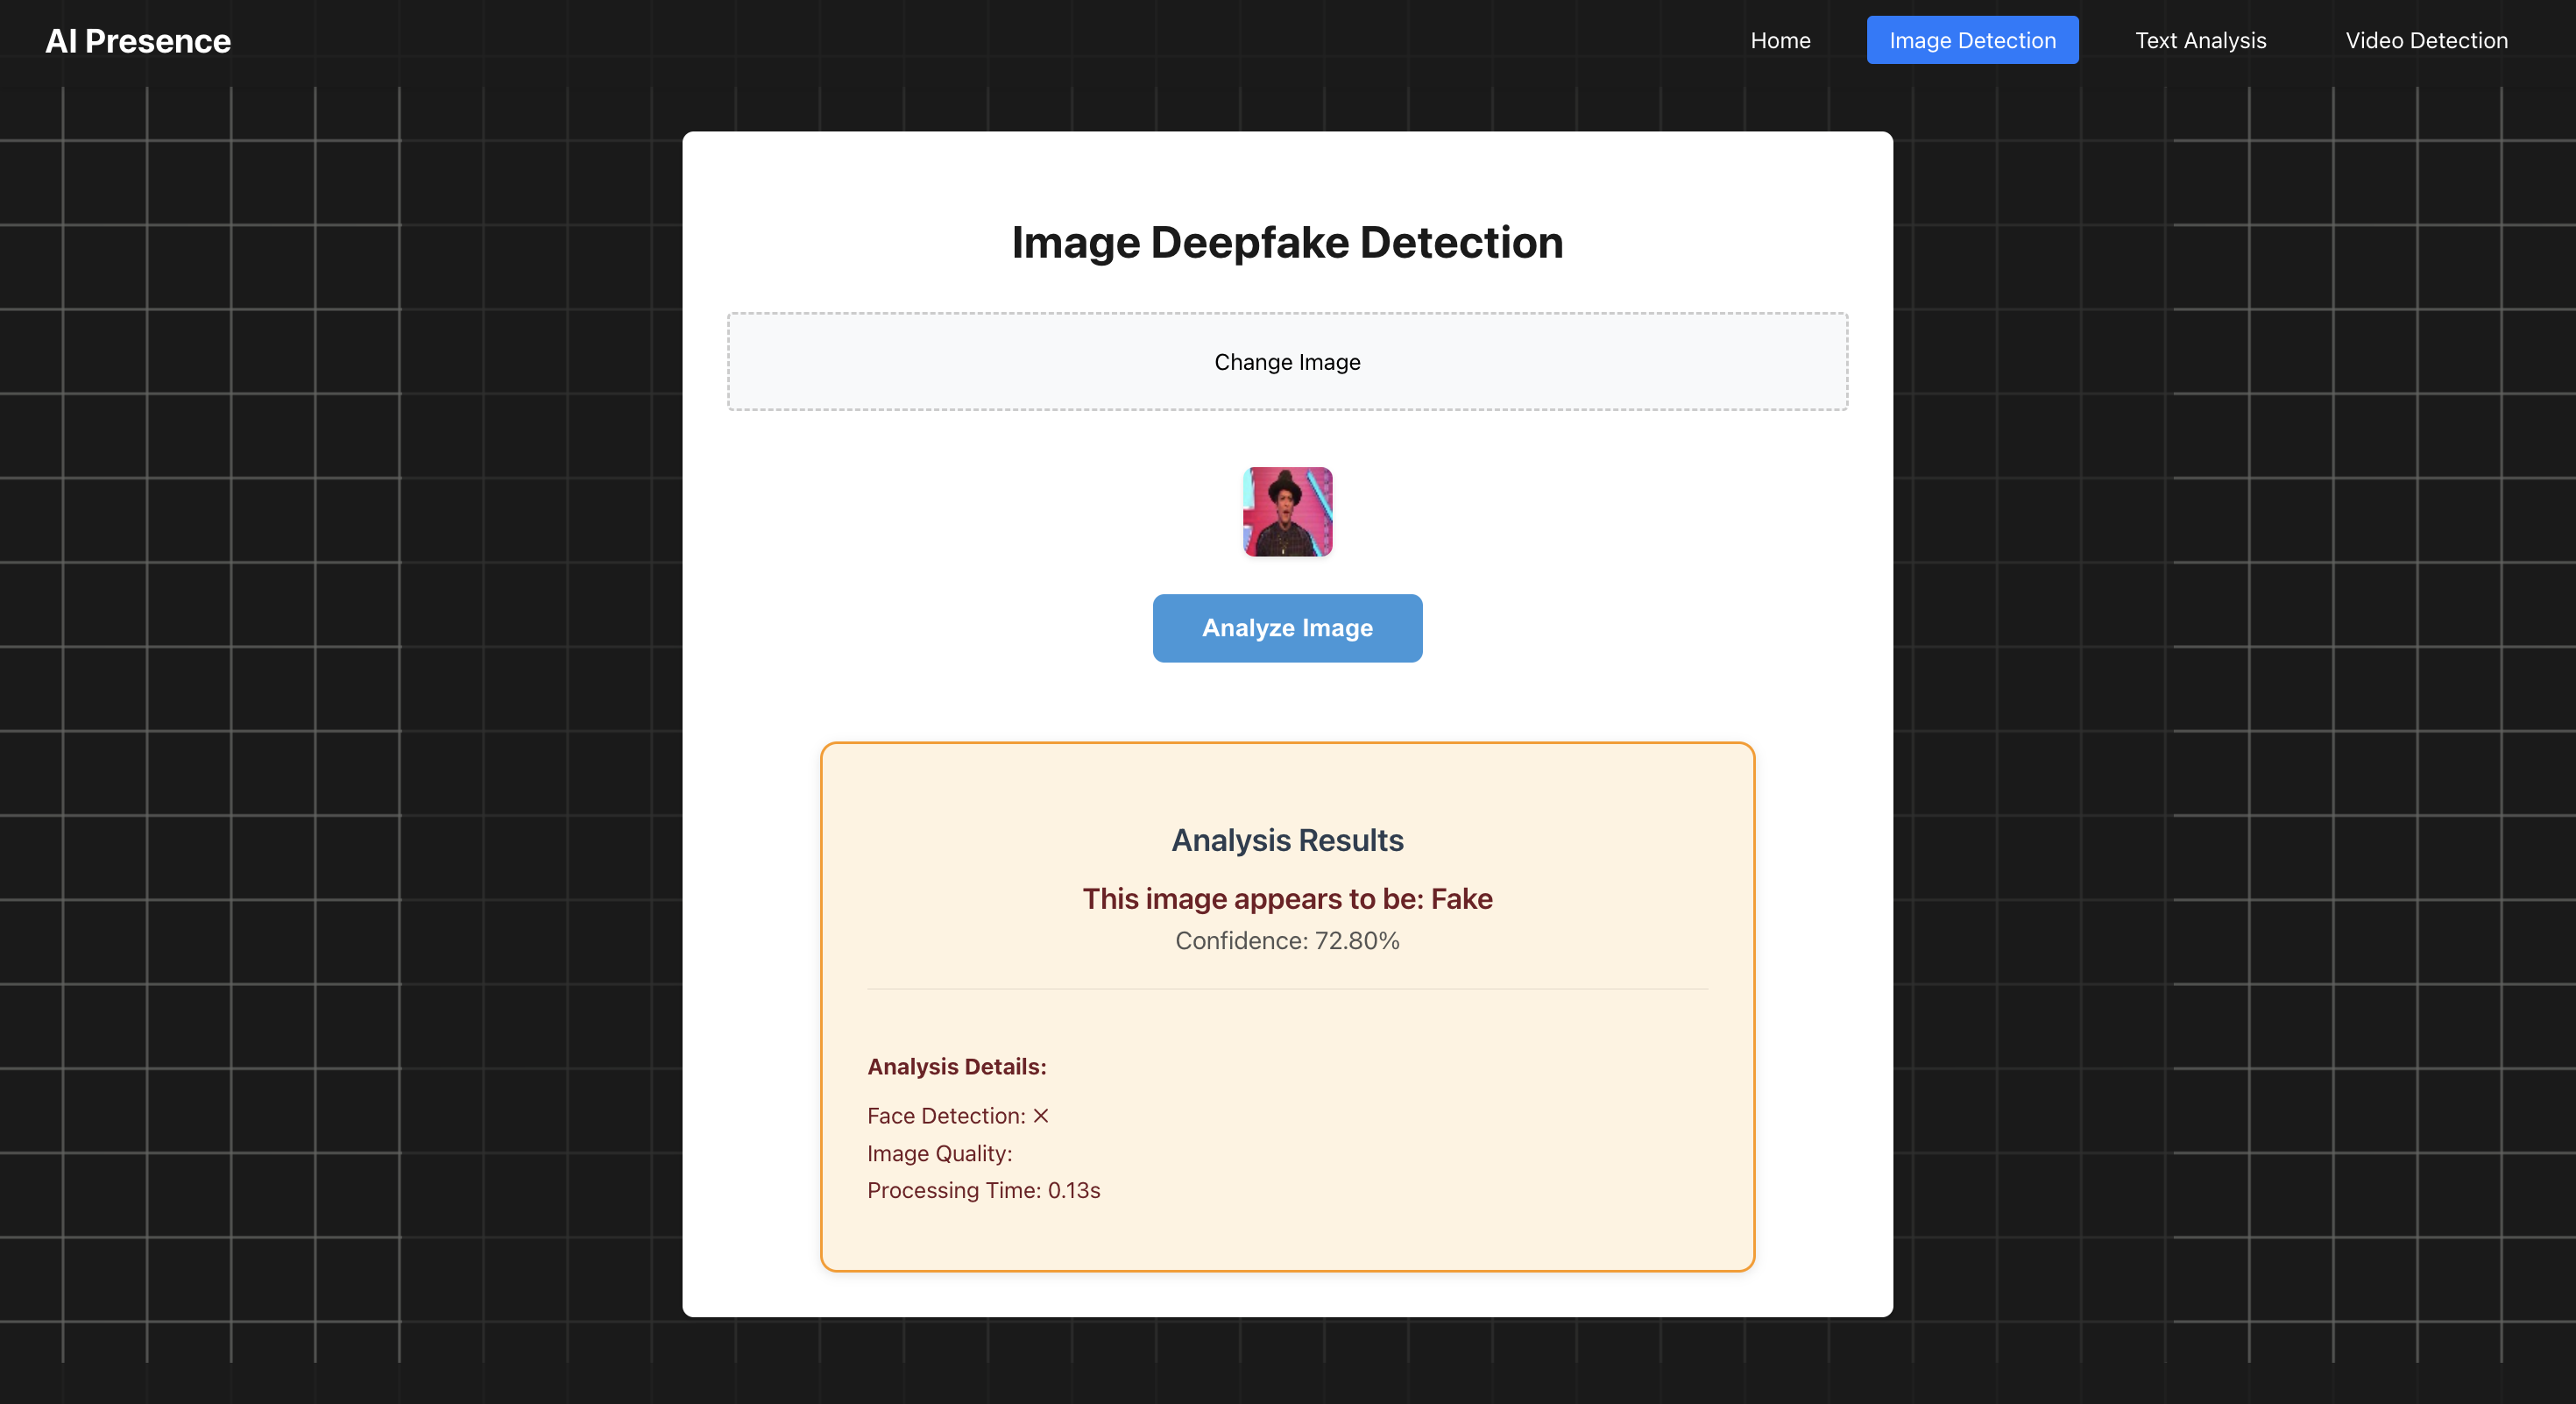 AI Presence
Home
Image Detection
Text Analysis
Video Detection
Image Deepfake Detection
Change Image
Analyze Image
Analysis Results
This image appears to be: Fake
Confidence: 72.80%
Analysis Details:
Face Detection: ✕
Image Quality:
Processing Time: 0.13s